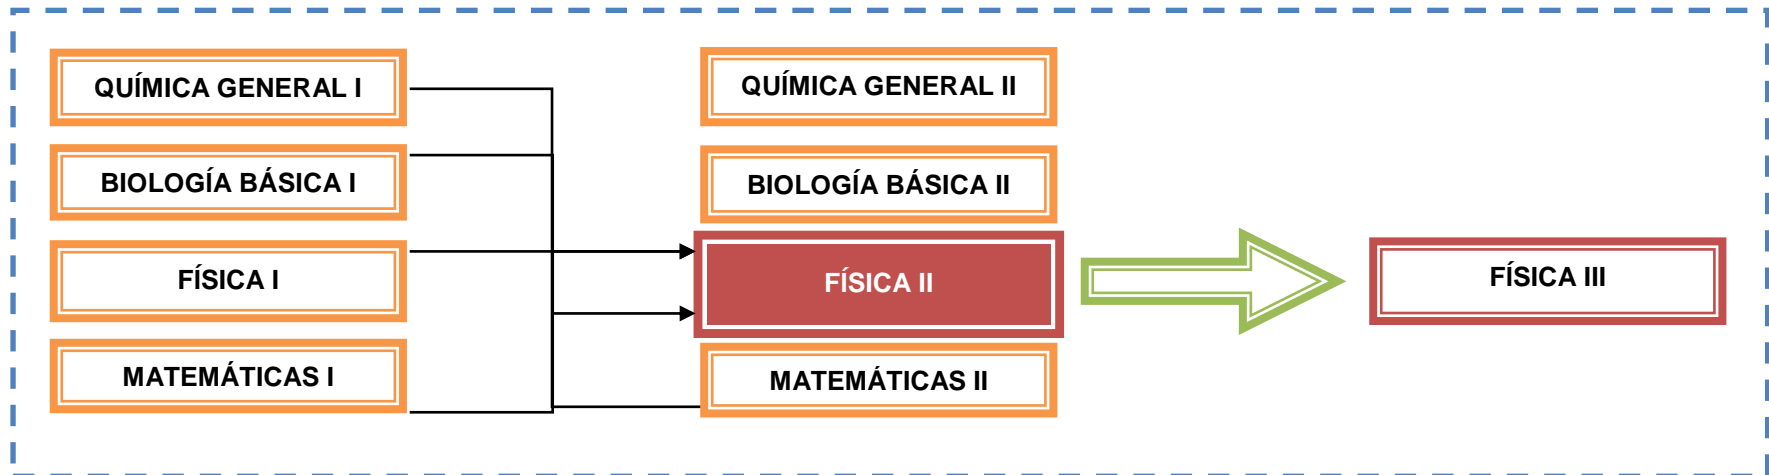 QUÍMICA GENERAL I
BIOLOGÍA BÁSICA I
FÍSICA I
MATEMÁTICAS I
QUÍMICA GENERAL II
BIOLOGÍA BÁSICA II
FÍSICA II
MATEMÁTICAS II
FÍSICA III